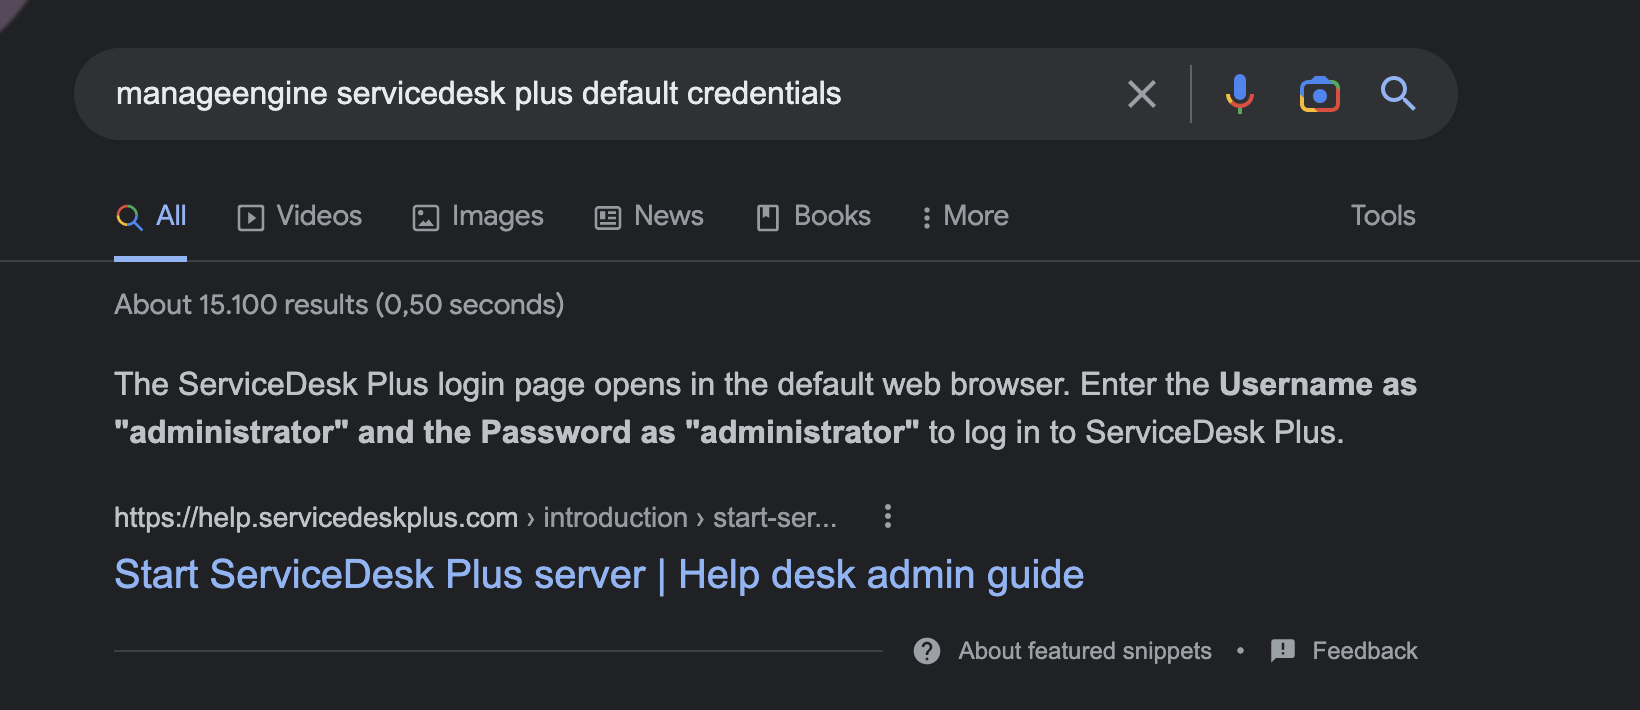 manageengine servicedesk plus default credentials
All Videos Images News Books More Tools
About 15.100 results (0,50 seconds)
The ServiceDesk Plus login page opens in the default web browser. Enter the Username as
"administrator" and the Password as "administrator" to log in to ServiceDesk Plus.
https://help.servicedeskplus.com › introduction › start-ser...
Start ServiceDesk Plus server | Help desk admin guide
About featured snippets • Feedback